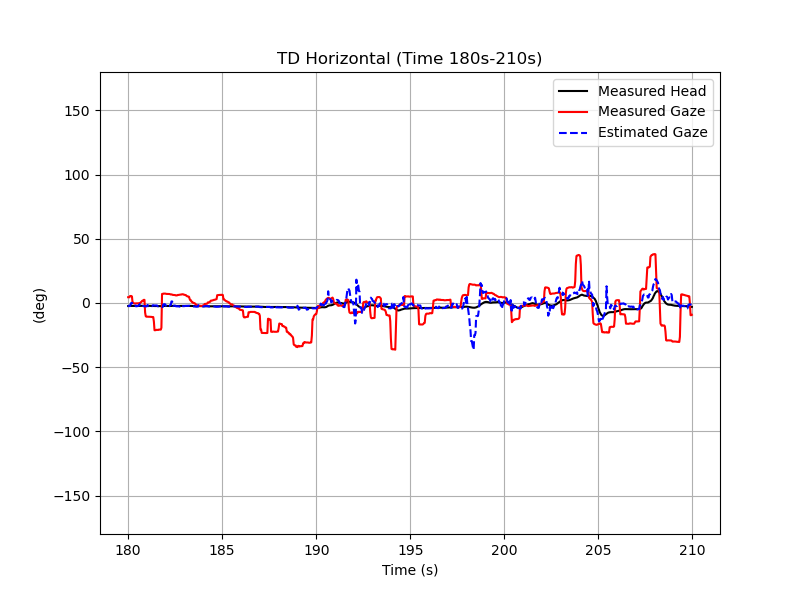 TD Horizontal (Time 180s-210s)
Measured Head
Measured Gaze
Estimated Gaze
150
100
50
0
−50
−100
−150
(deg)
180 185 190 195 200 205 210
Time (s)